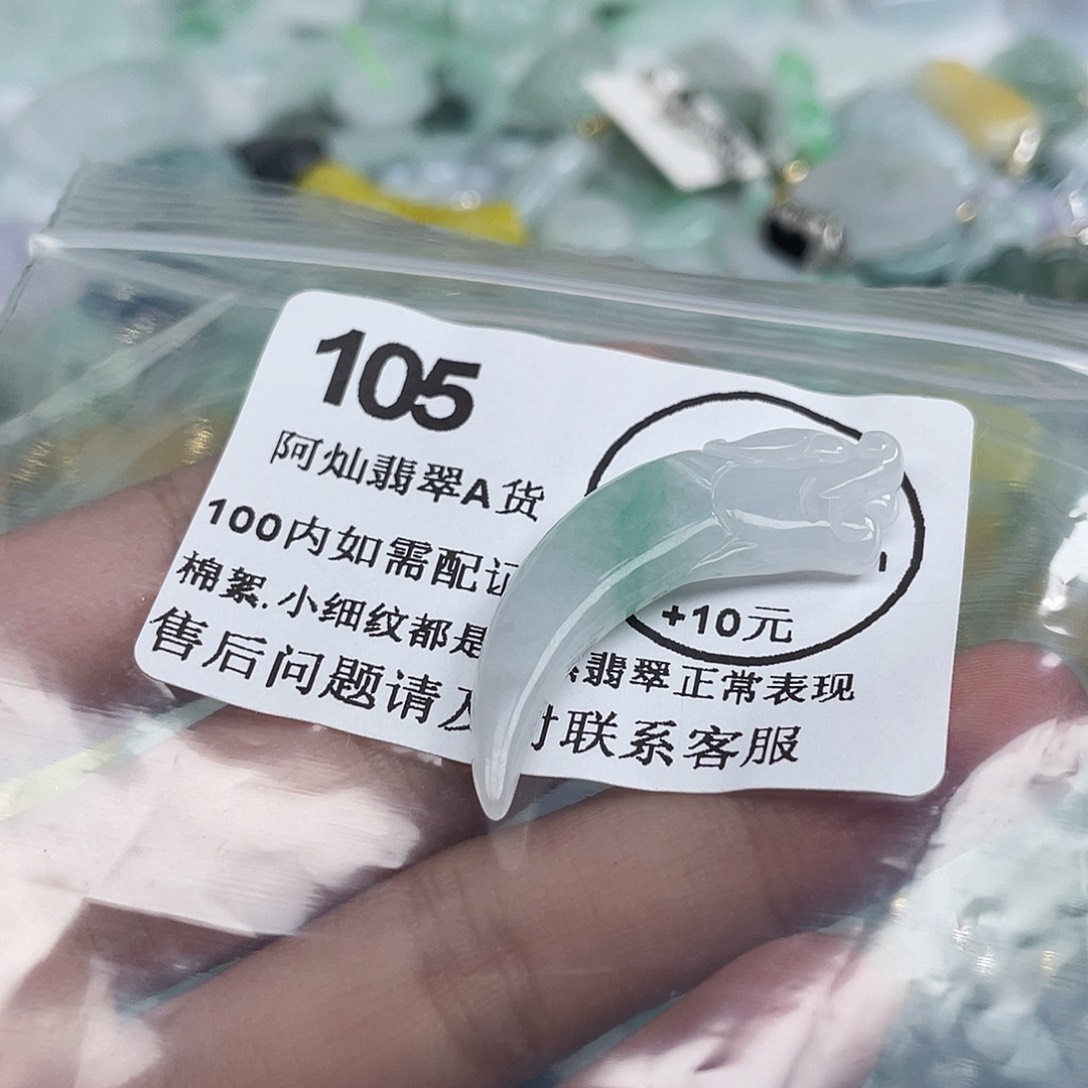 105
阿灿翡翠A货
100内如需配证
+10元
棉絮.小细纹都是 翡翠正常表现
售后问题请及时联系客服